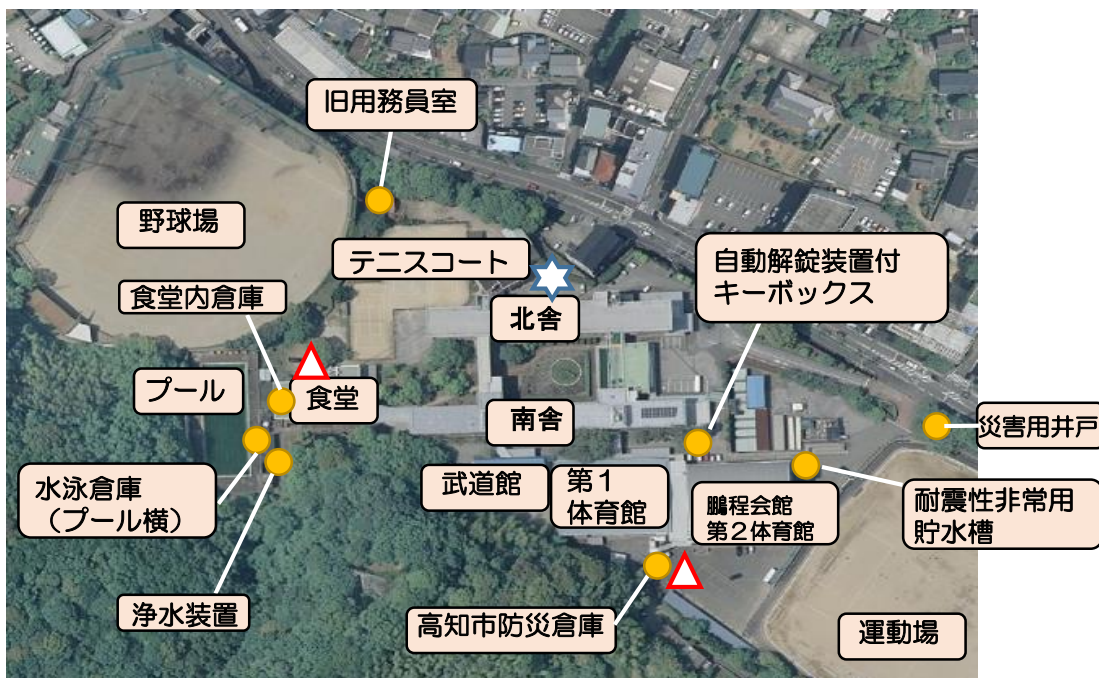 旧用務員室
野球場
テニスコート
自動解錠装置付
キーボックス
食堂内倉庫
北舎
プール
食堂
南舎
災害用井戸
水泳倉庫
（プール横）
武道館
第１
体育館
鵬程会館
第２体育館
耐震性非常用
貯水槽
浄水装置
高知市防災倉庫
運動場